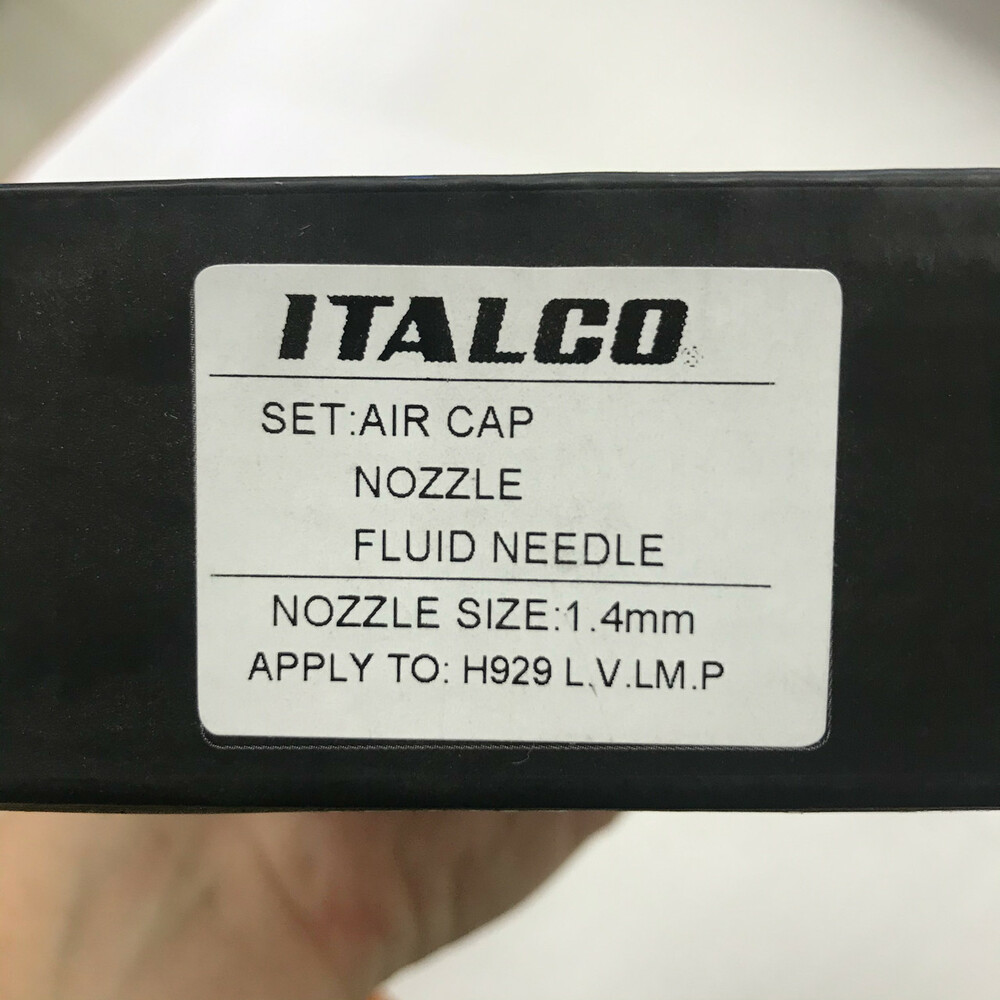 ITALCO
SET:AIR CAP
NOZZLE
FLUID NEEDLE
NOZZLE SIZE:1.4mm
APPLY TO: H929 L.V.LM.P